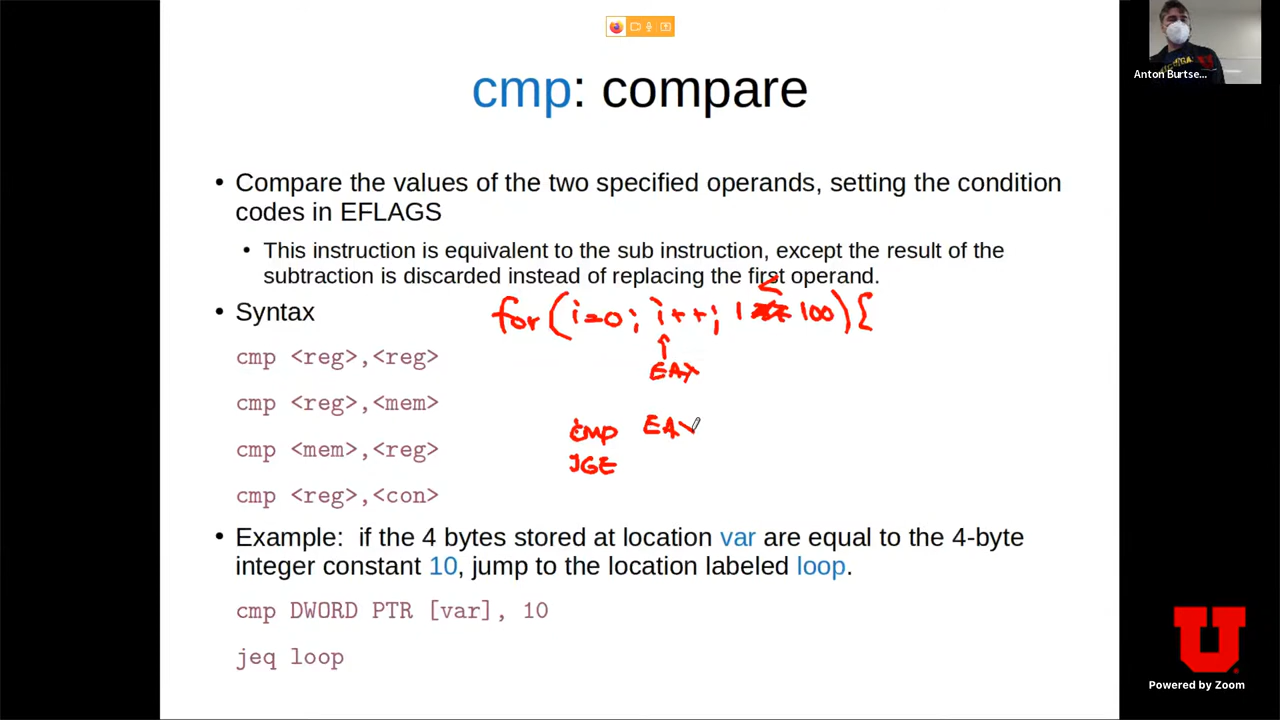 cmp: compare
Anton Burtse...
• Compare the values of the two specified operands, setting the condition
codes in EFLAGS
• This instruction is equivalent to the sub instruction, except the result of the
subtraction is discarded instead of replacing the first operand.
<
• Syntax
for (i=0; i++; i 100) {
cmp <reg>,<reg>
EAX
cmp <reg>,<mem>
CMP EAX
cmp <mem>,<reg>
JGE
cmp <reg>,<con>
• Example: if the 4 bytes stored at location var are equal to the 4-byte
integer constant 10, jump to the location labeled loop.
cmp DWORD PTR [var], 10
jeq loop
U
Powered by Zoom